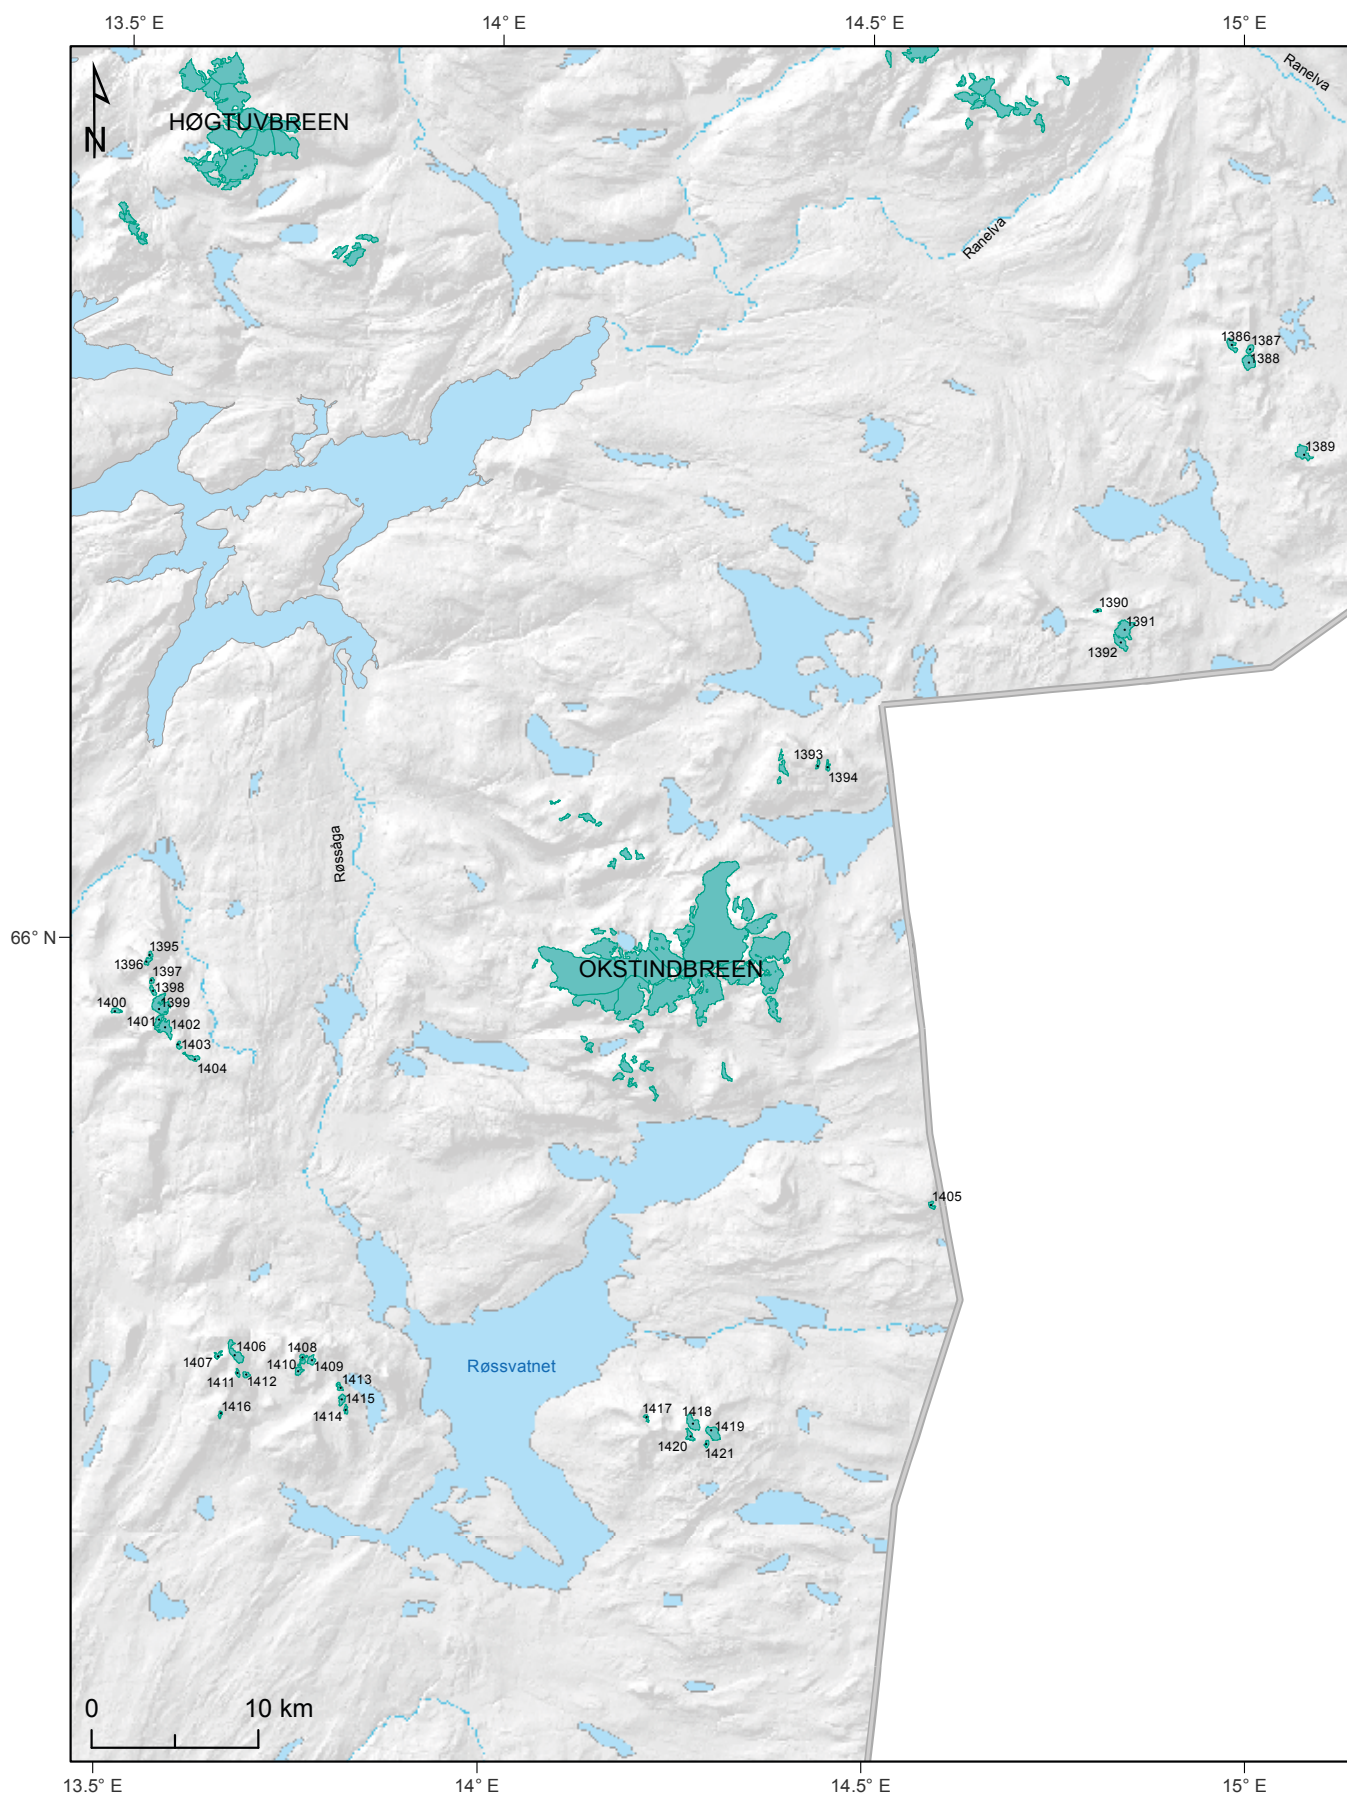 13.5° E
14° E
14.5° E
15° E
Ranelva
HØGTUVBREEN
N
Ranelva
1386
1387
1388
1389
1390
1391
1392
1393
1394
Røssåga
66° N
1395
1396
1397
1398
1400
1399
1401
1402
1403
1404
OKSTINDBREEN
1405
1406
1407
1408
1409
1410
1411
1412
1413
1415
1414
1416
Røssvatnet
1417
1418
1419
1420
1421
0
10 km
13.5° E
14° E
14.5° E
15° E